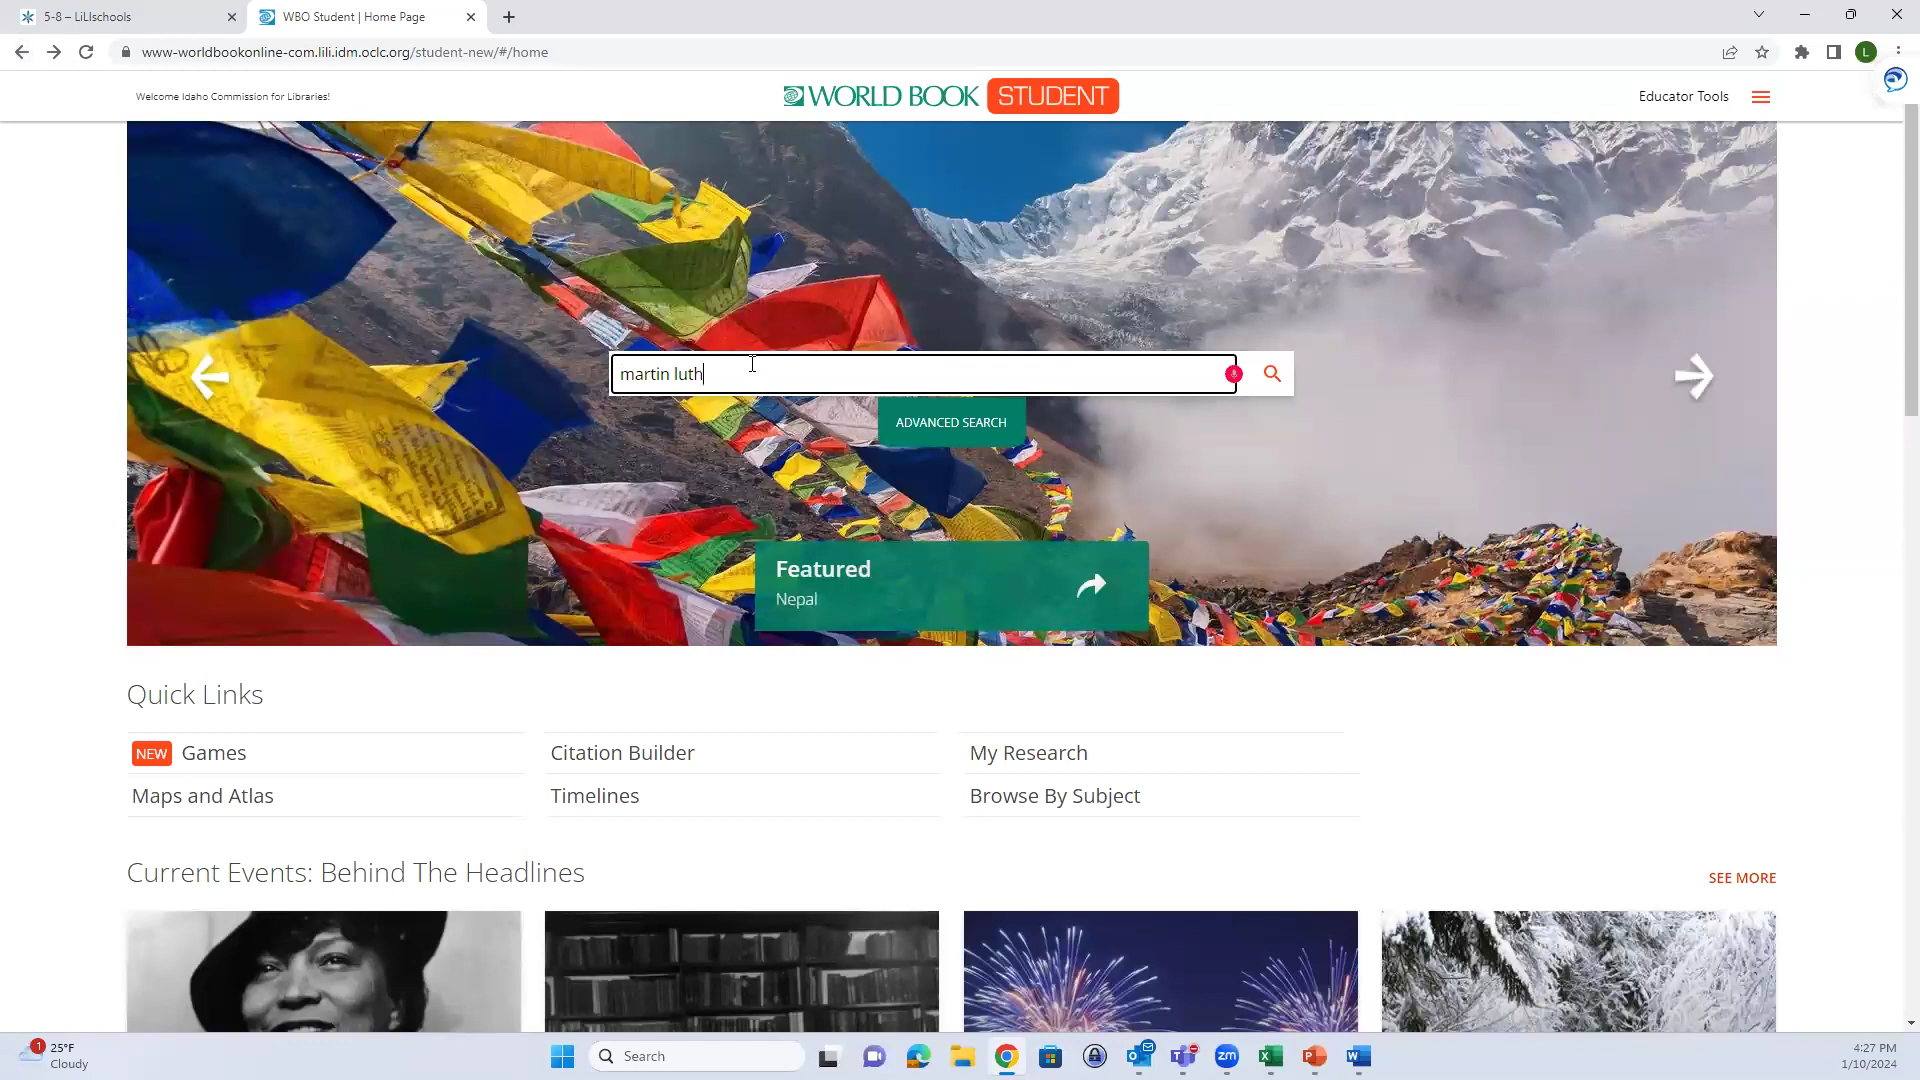 5-8 – LiLIschools
WBO Student | Home Page
www-worldbookonline-com.lili.idm.oclc.org/student-new/#/home
L
Welcome Idaho Commission for Libraries!
WORLD BOOK STUDENT
Educator Tools
martin luth
ADVANCED SEARCH
Featured
Nepal
Quick Links
NEW Games
Citation Builder
My Research
Maps and Atlas
Timelines
Browse By Subject
Current Events: Behind The Headlines
SEE MORE
1
25°F
Cloudy
Search
zm
4:27 PM
1/10/2024